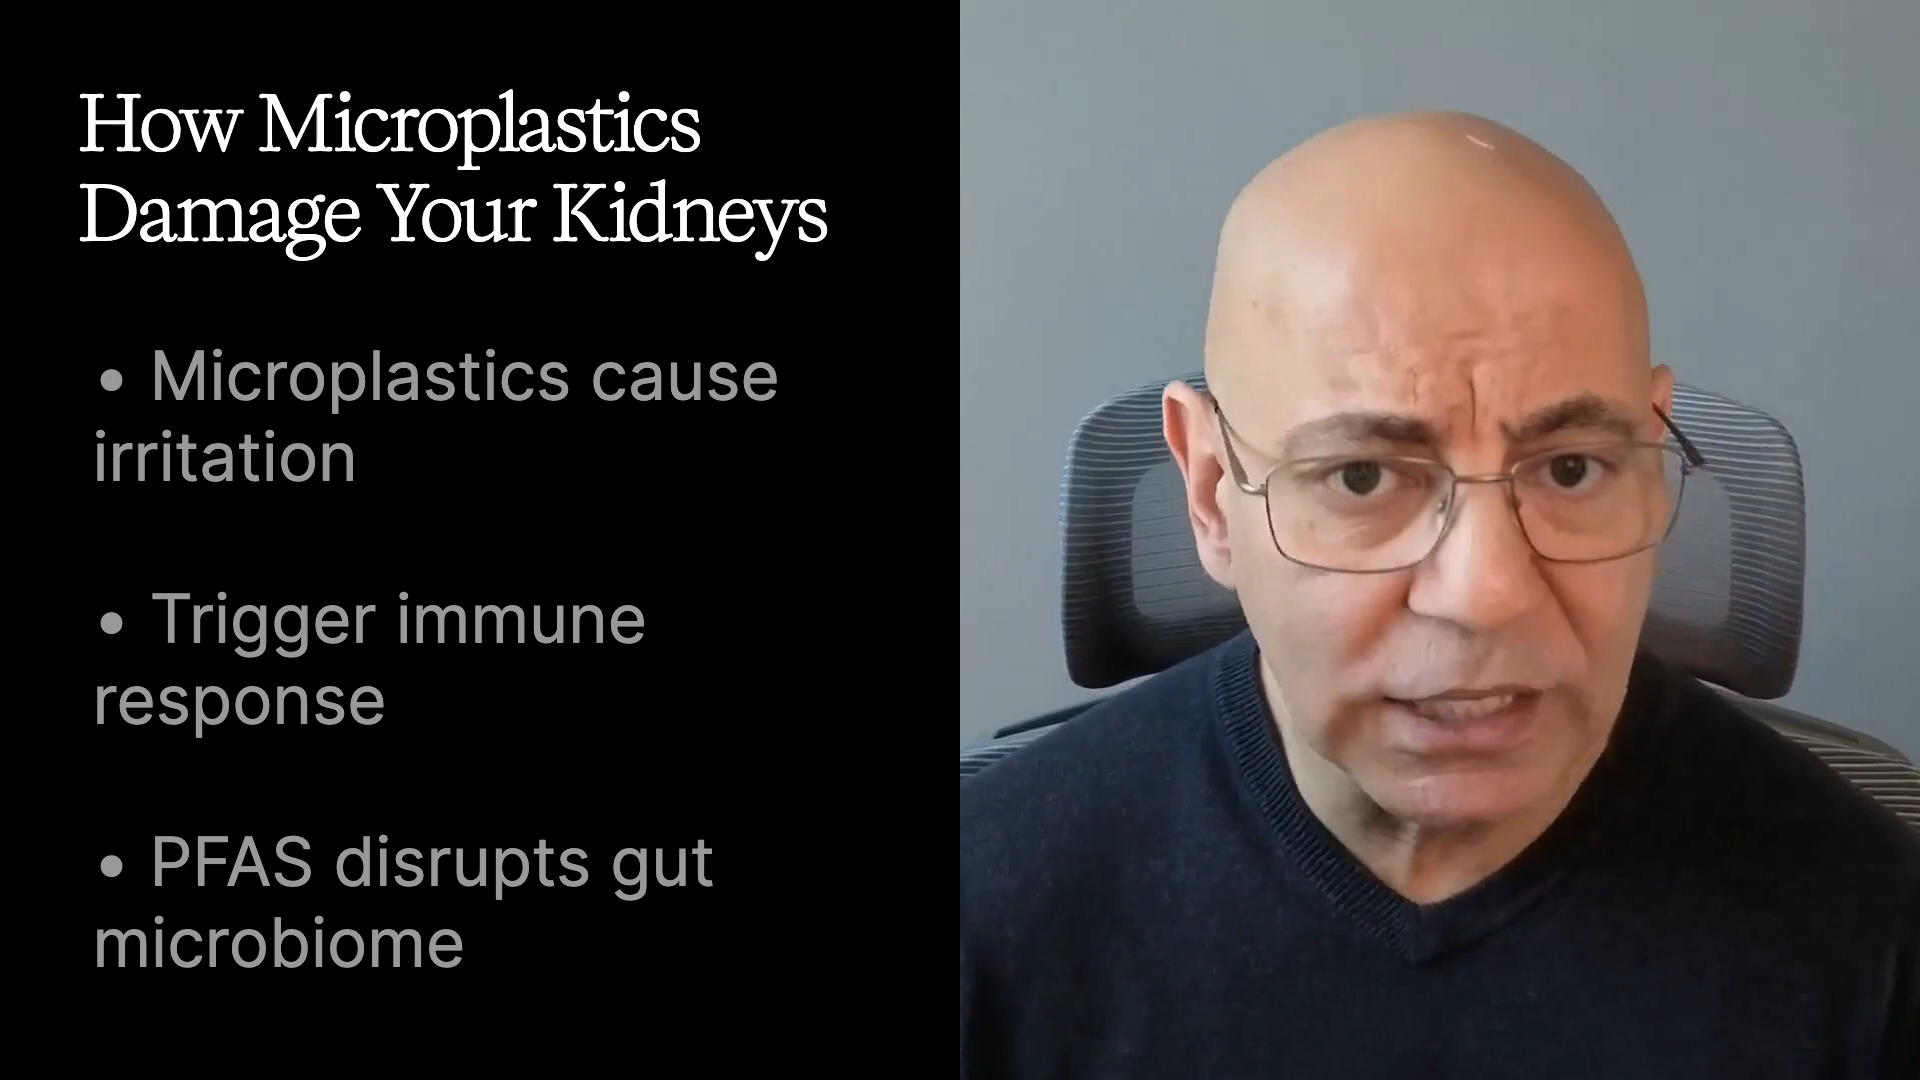 How Microplastics
Damage Your Kidneys
• Microplastics cause
irritation
• Trigger immune
response
• PFAS disrupts gut
microbiome